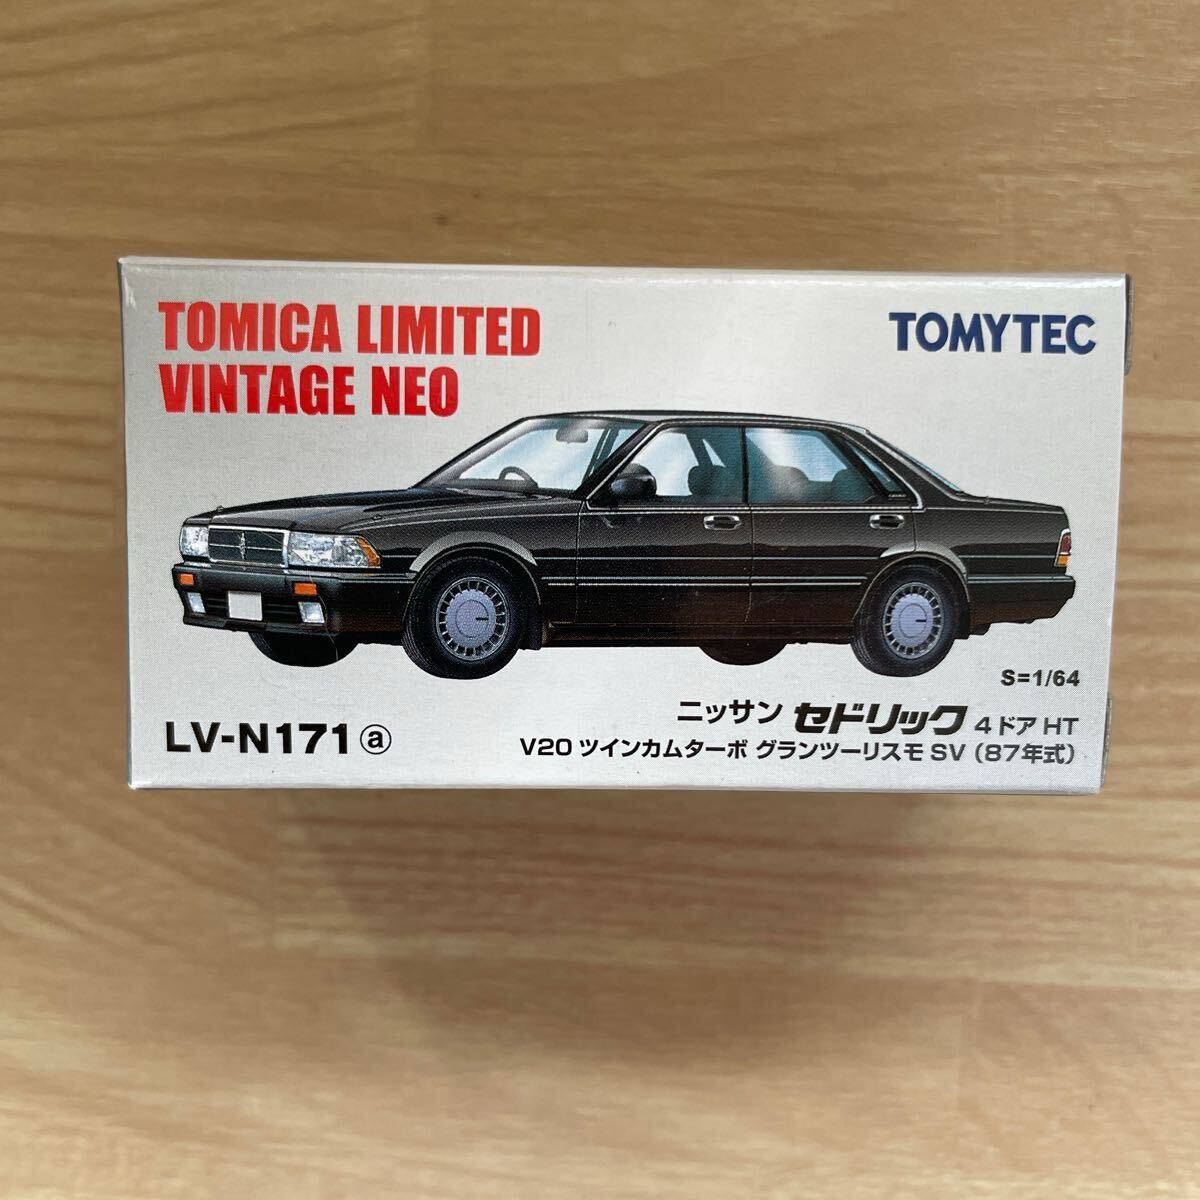 TOMICA LIMITED
VINTAGE NEO
TOMYTEC
S=1/64
LV-N171 ⓐ
ニッサン セドリック 4ドア HT
V20 ツインカムターボ グランツーリスモ SV (87年式)